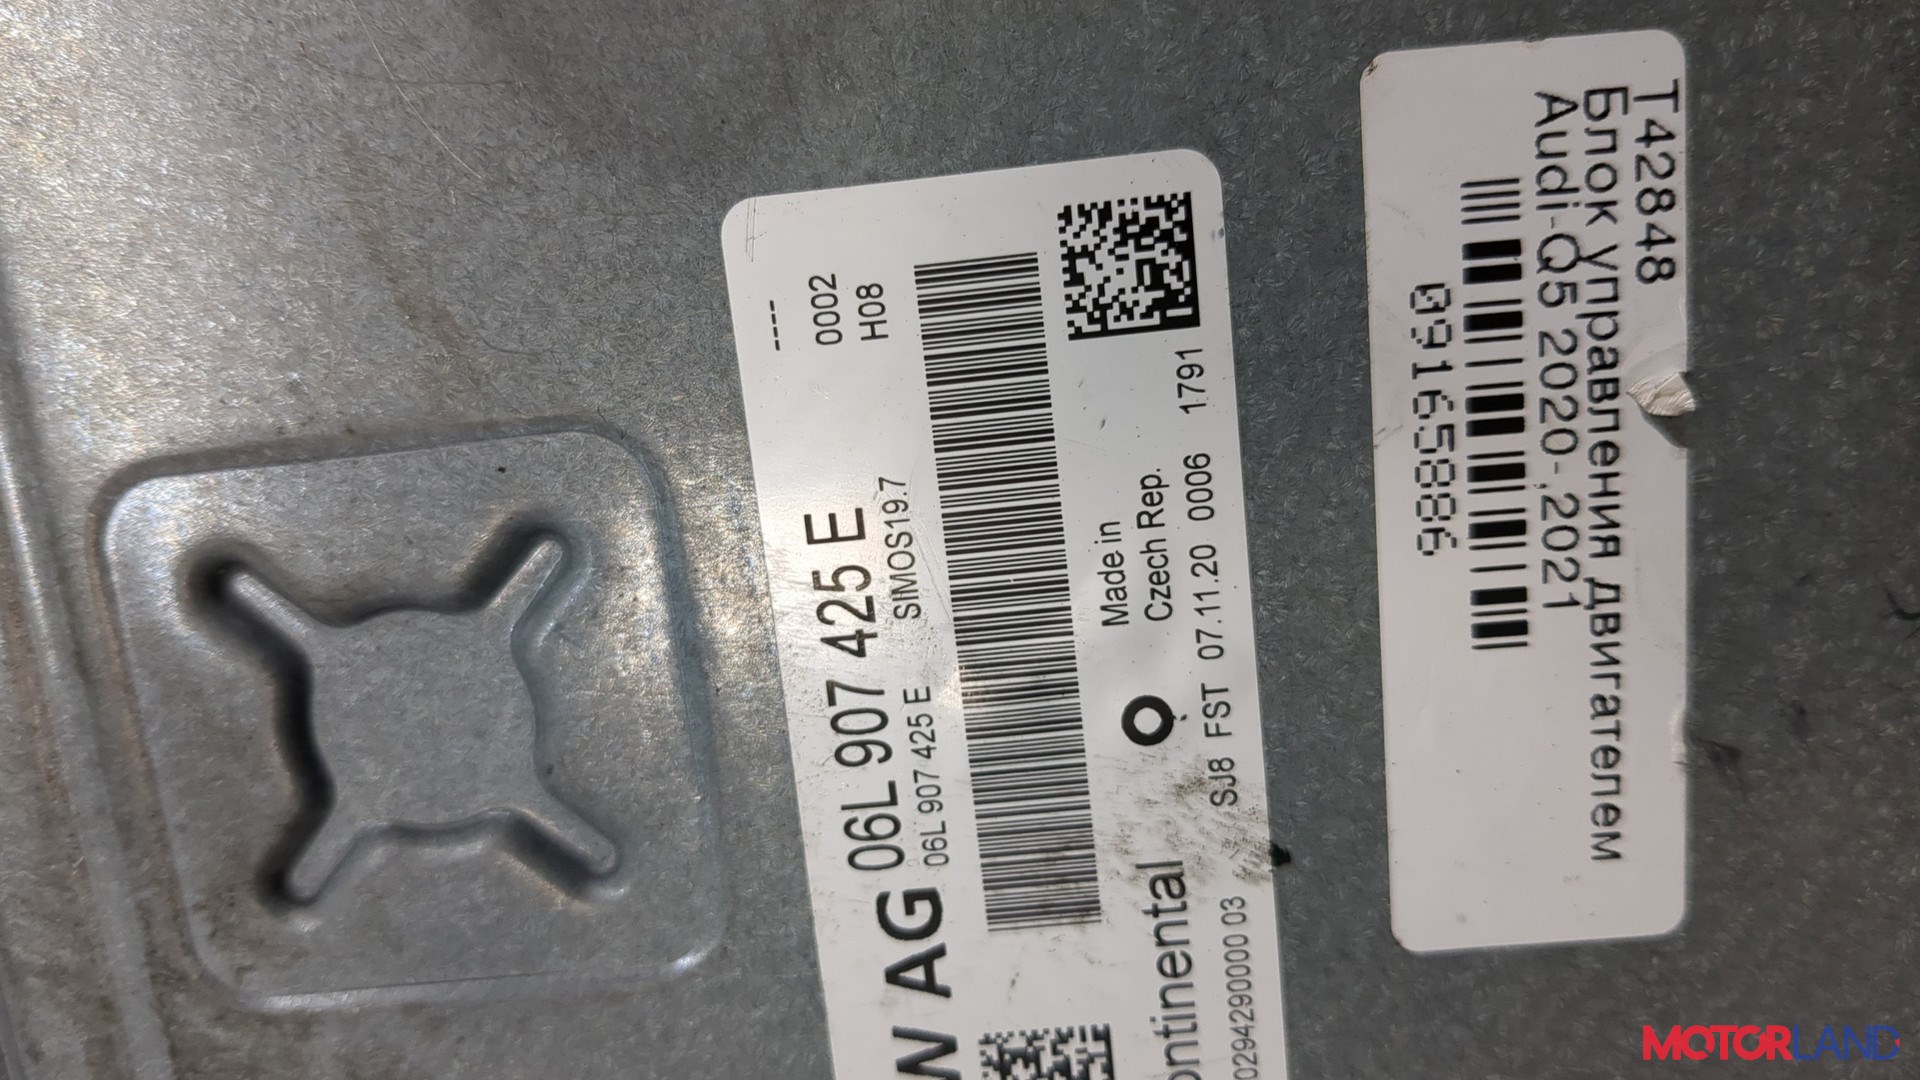 ----
0002
H08
W AG 06L 907 425 E
06L 907 425 E SIMOS19.7
Made in
Czech Rep.
ontinental
SJ8 FST 07.11.20 0006 1791
0294290000 03
T42848
Блок управления двигателем
Audi-Q5 2020-,2021
09165886
MOTORLAND